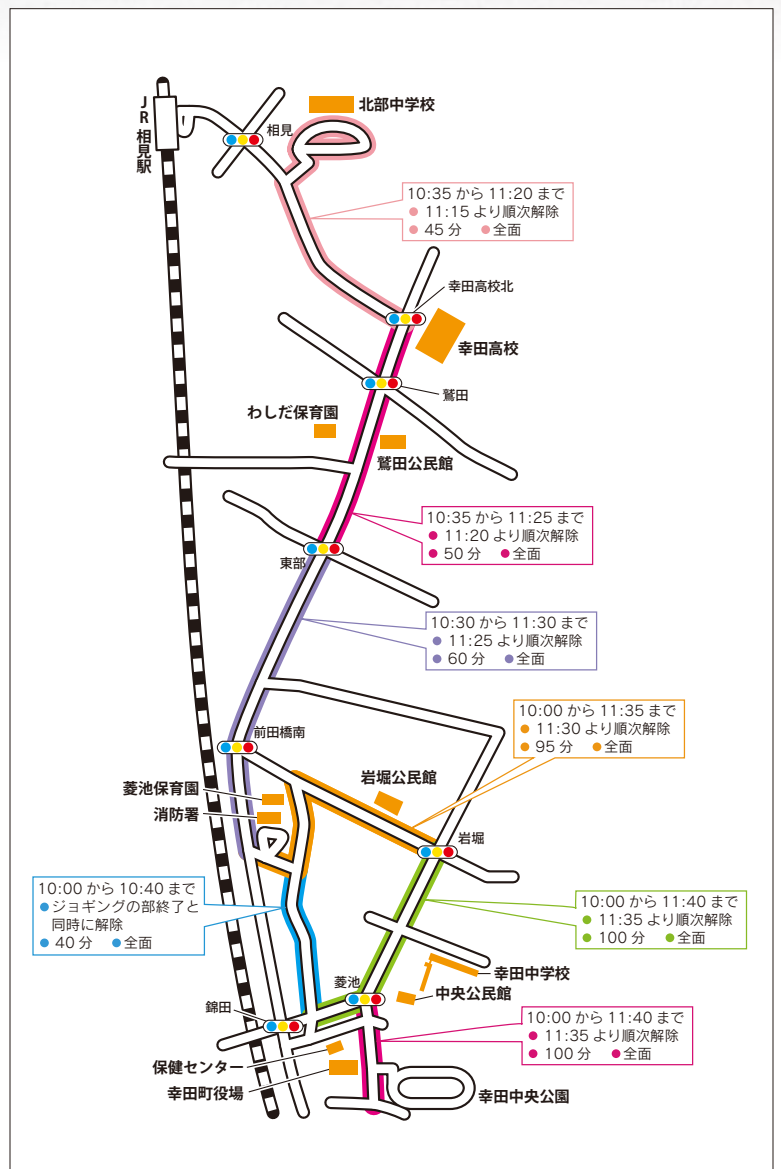 北部中学校
JR相見駅
相見
10:35 から 11:20 まで
● 11:15 より順次解除
● 45 分 ●全面
幸田高校北
幸田高校
鷲田
わしだ保育園
鷲田公民館
10:35 から 11:25 まで
● 11:20 より順次解除
● 50 分 ●全面
東部
10:30 から 11:30 まで
● 11:25 より順次解除
● 60 分 ●全面
10:00 から 11:35 まで
● 11:30 より順次解除
● 95 分 ●全面
前田橋南
岩堀公民館
菱池保育園
消防署
岩堀
10:00 から 10:40 まで
●ジョギングの部終了と
同時に解除
● 40 分 ●全面
10:00 から 11:40 まで
● 11:35 より順次解除
● 100 分 ●全面
幸田中学校
菱池
中央公民館
錦田
10:00 から 11:40 まで
● 11:35 より順次解除
● 100 分 ●全面
保健センター
幸田町役場
幸田中央公園